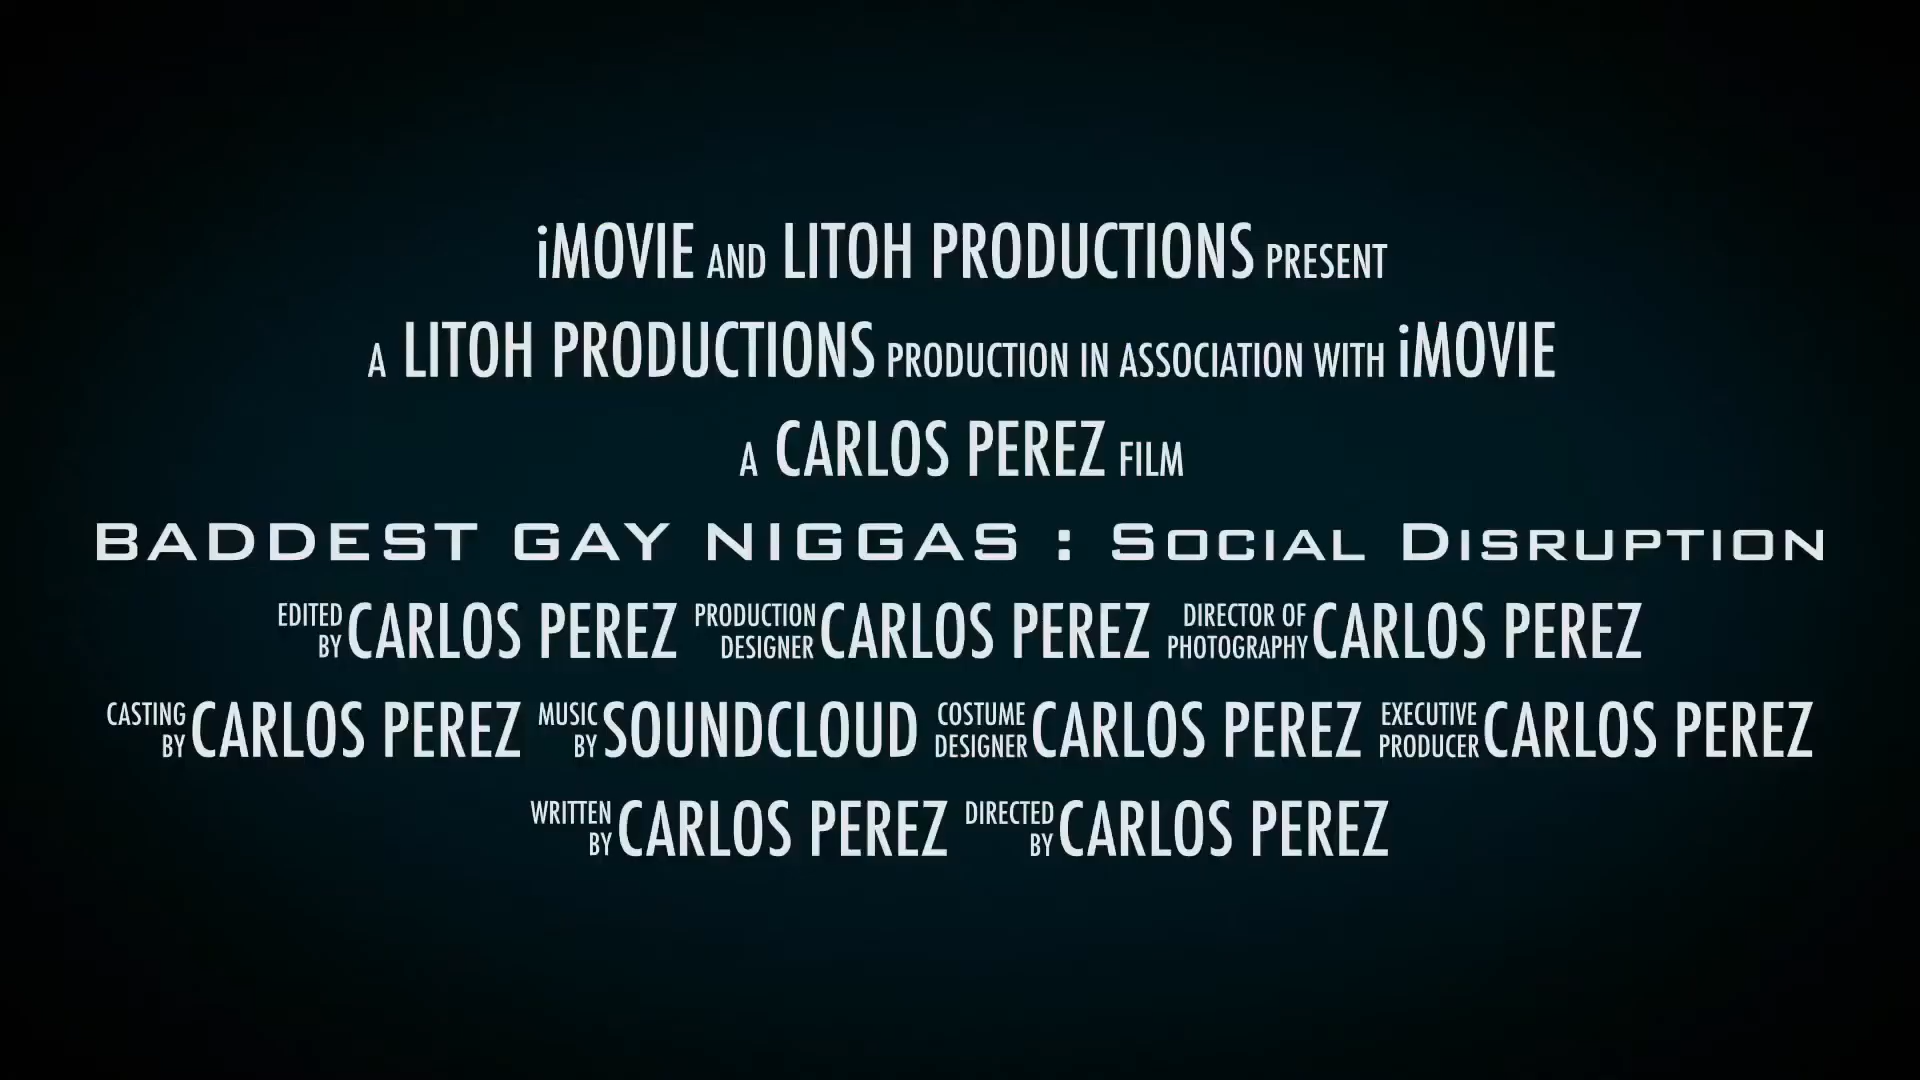 iMOVIE AND LITOH PRODUCTIONS PRESENT
A LITOH PRODUCTIONS PRODUCTION IN ASSOCIATION WITH iMOVIE
A CARLOS PEREZ FILM
BADDEST GAY NIGGAS : SOCIAL DISRUPTION
EDITED BY CARLOS PEREZ PRODUCTION DESIGNER CARLOS PEREZ DIRECTOR OF PHOTOGRAPHY CARLOS PEREZ
CASTING BY CARLOS PEREZ MUSIC BY SOUNDCLOUD COSTUME DESIGNER CARLOS PEREZ EXECUTIVE PRODUCER CARLOS PEREZ
WRITTEN BY CARLOS PEREZ DIRECTED BY CARLOS PEREZ